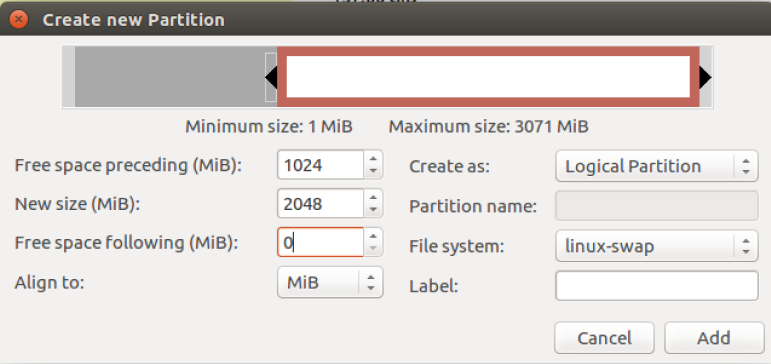 Create new Partition
Minimum size: 1 MiB Maximum size: 3071 MiB
Free space preceding (MiB): 1024 Create as: Logical Partition
New size (MiB): 2048 Partition name:
Free space following (MiB): 0 File system: linux-swap
Align to: MiB Label:
Cancel Add